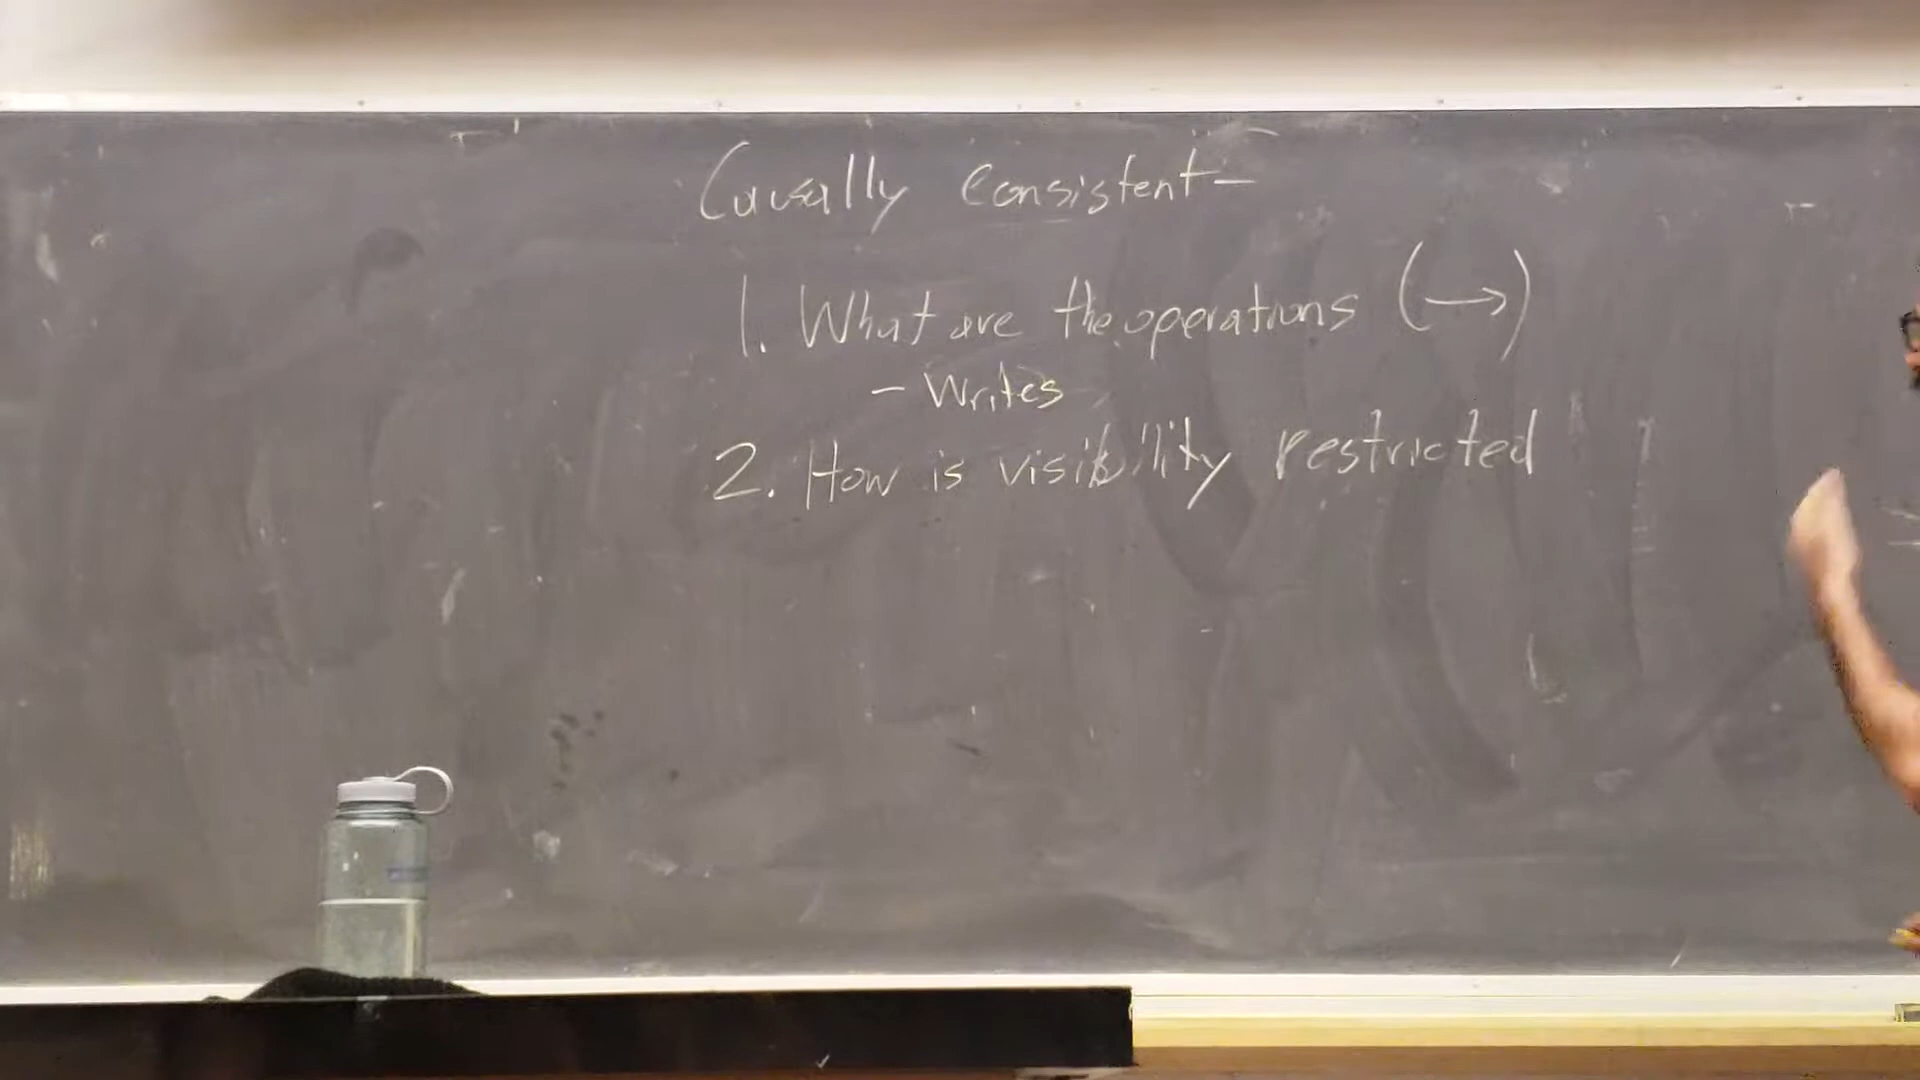 Causally Consistent-
1. What are the operations (→)
- Writes
2. How is visibility restricted